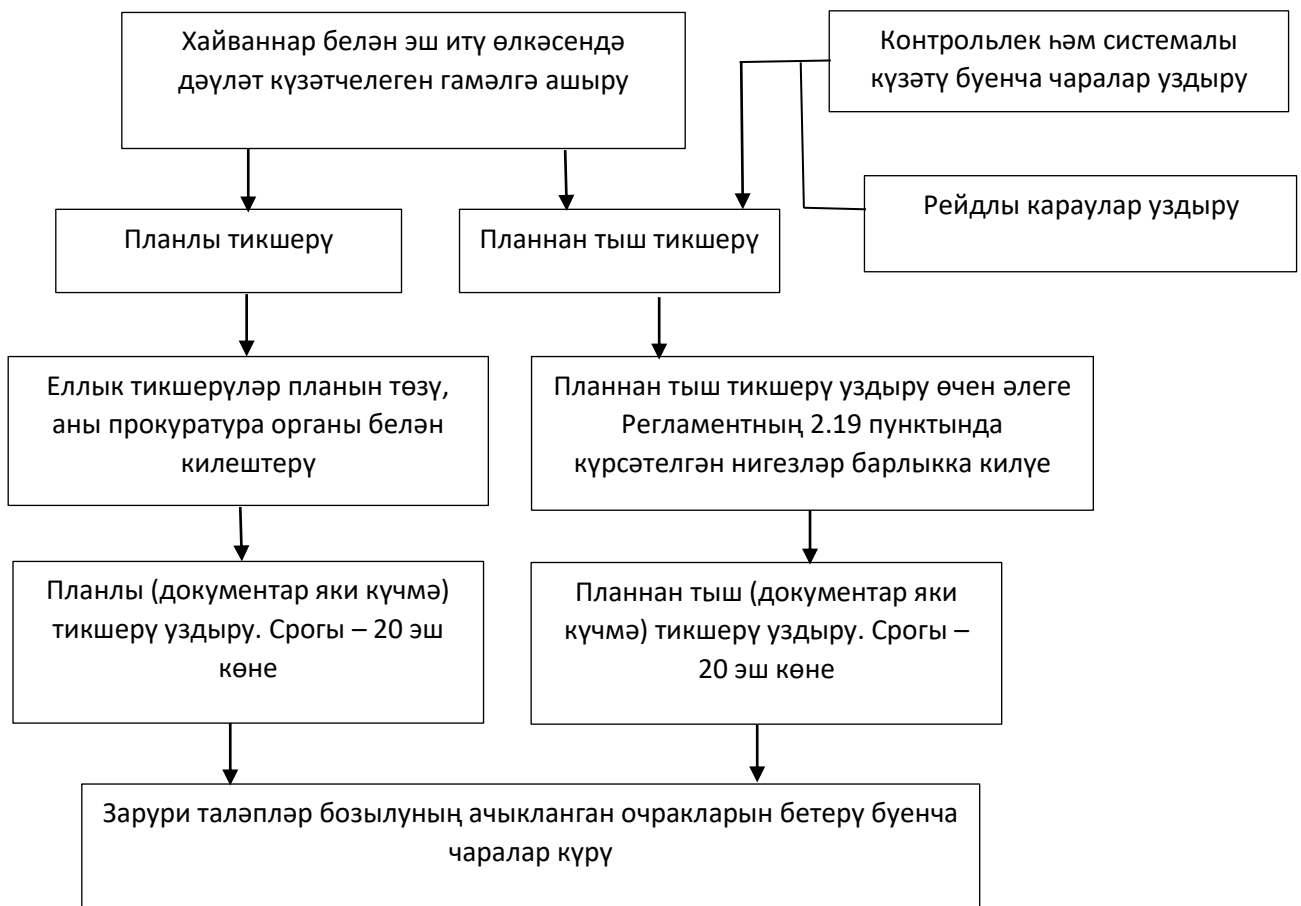 Хайваннар белән эш итү өлкәсендә
дәүләт күзәтчелеген гамәлгә ашыру
Контрольлек һәм системалы
күзәтү буенча чаралар уздыру
Рейдлы караулар уздыру
Планлы тикшерү
Планнан тыш тикшерү
Еллык тикшерүләр планын төзү,
аны прокуратура органы белән
килештерү
Планнан тыш тикшерү уздыру өчен әлеге
Регламентның 2.19 пунктында
күрсәтелгән нигезләр барлыкка килүе
Планлы (документар яки күчмә)
тикшерү уздыру. Срогы – 20 эш
көне
Планнан тыш (документар яки
күчмә) тикшерү уздыру. Срогы –
20 эш көне
Зарури таләпләр бозылуның ачыкланган очракларын бетерү буенча
чаралар күрү